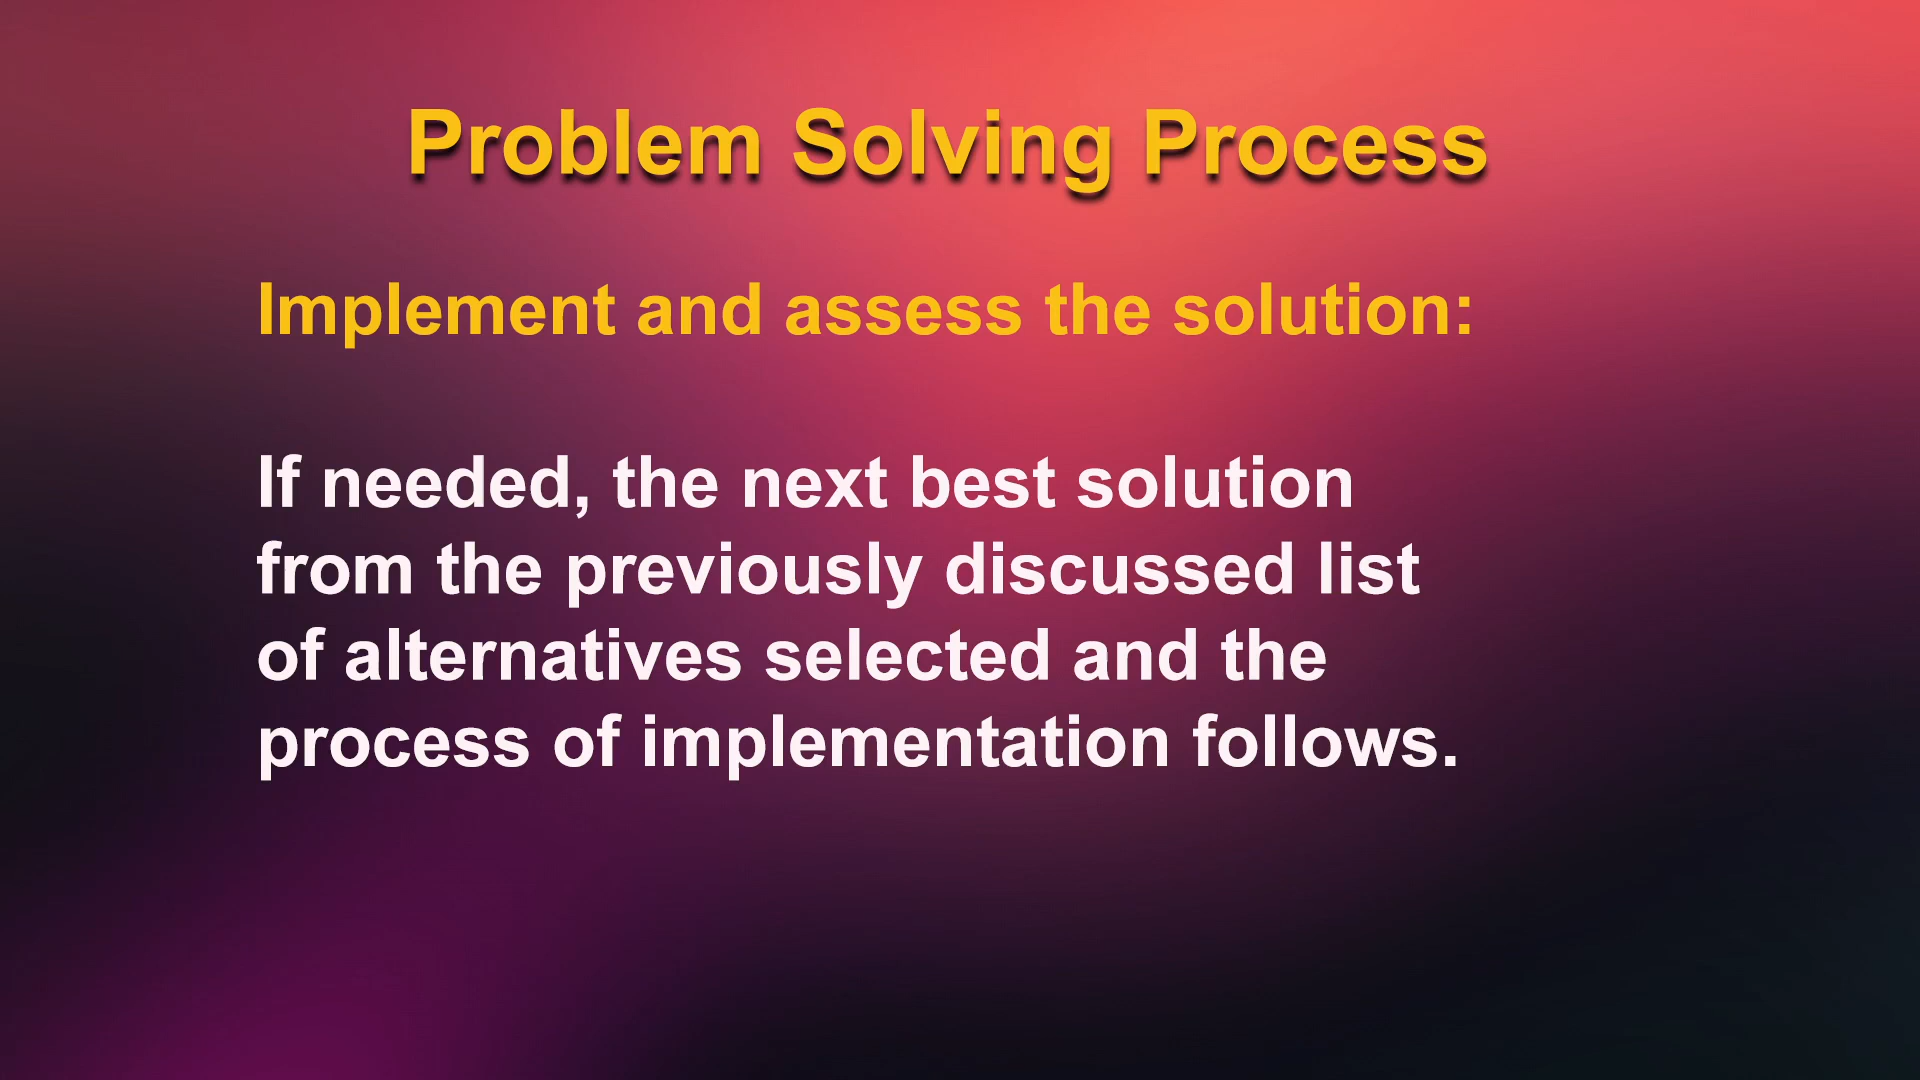 Problem Solving Process
Implement and assess the solution:
If needed, the next best solution
from the previously discussed list
of alternatives selected and the
process of implementation follows.